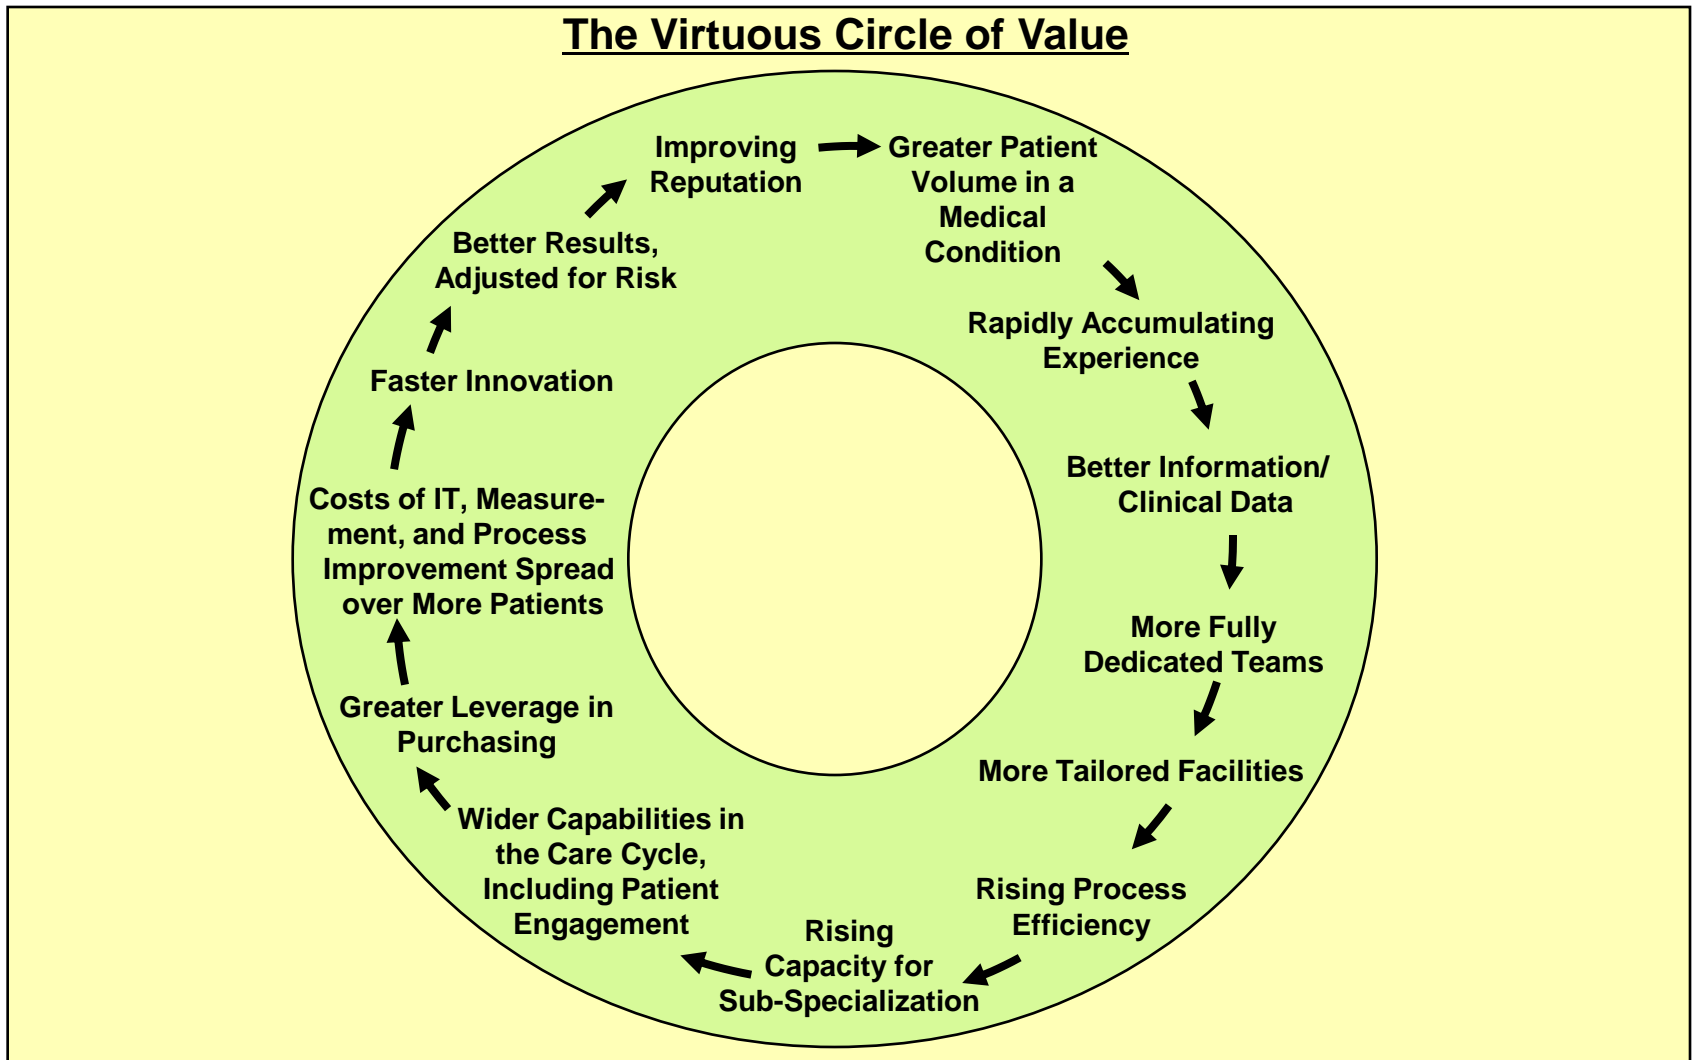 The Virtuous Circle of Value
Improving
Reputation
Greater Patient
Volume in a
Medical
Condition
Rapidly Accumulating
Experience
Better Information/
Clinical Data
More Fully
Dedicated Teams
More Tailored Facilities
Rising Process
Efficiency
Rising
Capacity for
Sub-Specialization
Wider Capabilities in
the Care Cycle,
Including Patient
Engagement
Greater Leverage in
Purchasing
Costs of IT, Measure-
ment, and Process
Improvement Spread
over More Patients
Faster Innovation
Better Results,
Adjusted for Risk